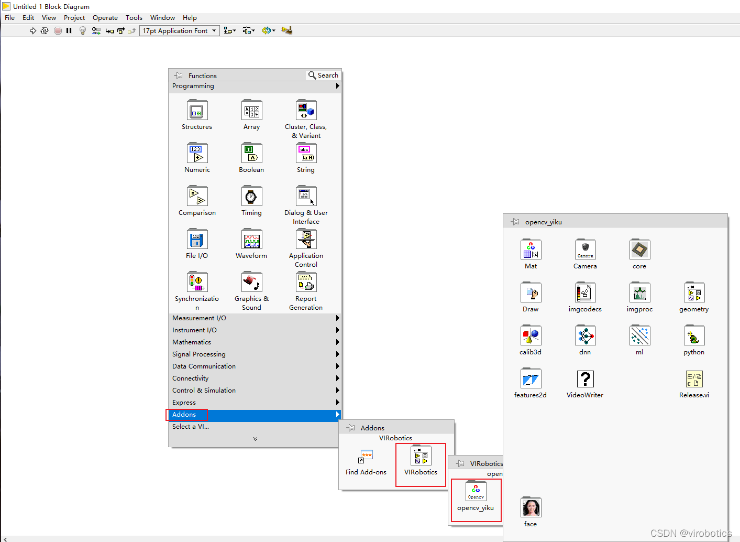 Untitled 1 Block Diagram
File Edit View Project Operate Tools Window Help
17pt Application Font
Functions
Search
Programming
Structures
Array
Cluster, Class, & Variant
Numeric
Boolean
String
Comparison
Timing
Dialog & User Interface
File I/O
Waveform
Application Control
Synchronizatio
n
Graphics & Sound
Report Generation
Measurement I/O
Instrument I/O
Mathematics
Signal Processing
Data Communication
Connectivity
Control & Simulation
Express
Addons
Select a VI...
Addons
VIRobotics
Find Add-ons
VIRobotics
VIRobotics
open
Opencv
opencv_yiku
opencv_yiku
Mat
Camera
core
Draw
imgcodecs
imgproc
geometry
calib3d
dnn
ml
python
features2d
VideoWriter
Release.vi
face
CSDN @virobotics